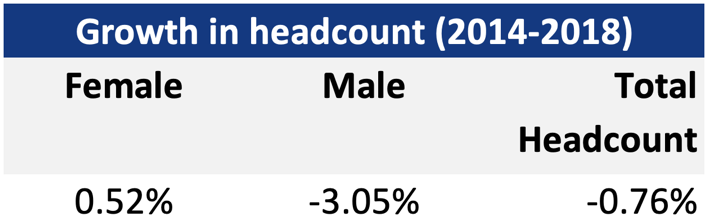 Growth in headcount (2014-2018)
Female Male Total
Headcount
0.52% -3.05% -0.76%